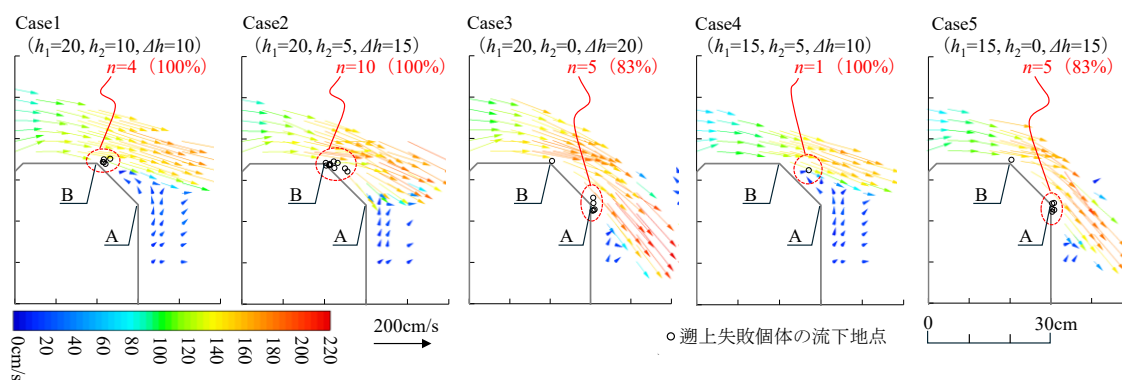 Case1
（h1=20, h2=10, Δh=10）
n=4（100%）
B
A
Case2
（h1=20, h2=5, Δh=15）
n=10（100%）
B
A
Case3
（h1=20, h2=0, Δh=20）
n=5（83%）
B
A
Case4
（h1=15, h2=5, Δh=10）
n=1（100%）
B
A
Case5
（h1=15, h2=0, Δh=15）
n=5（83%）
B
A
0cm/s
20
40
60
80
100
120
140
160
180
200
220
200cm/s
遡上失敗個体の流下地点
0 30cm